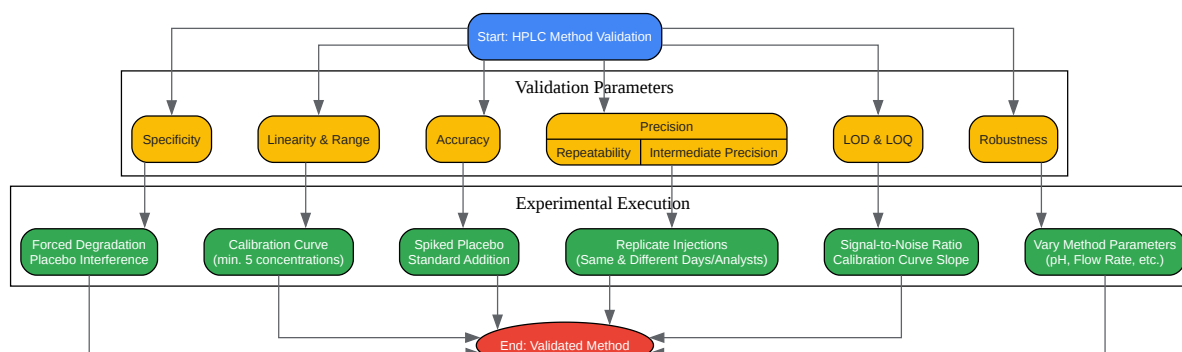 Start: HPLC Method Validation
Validation Parameters
Specificity
Linearity & Range
Accuracy
Precision
Repeatability
Intermediate Precision
LOD & LOQ
Robustness
Experimental Execution
Forced Degradation
Placebo Interference
Calibration Curve
(min. 5 concentrations)
Spiked Placebo
Standard Addition
Replicate Injections
(Same & Different Days/Analysts)
Signal-to-Noise Ratio
Calibration Curve Slope
Vary Method Parameters
(pH, Flow Rate, etc.)
End: Validated Method